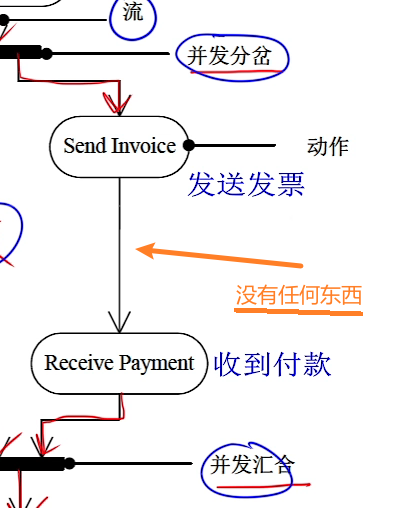 流
并发分岔
Send Invoice
动作
发送发票
没有任何东西
Receive Payment
收到付款
并发汇合